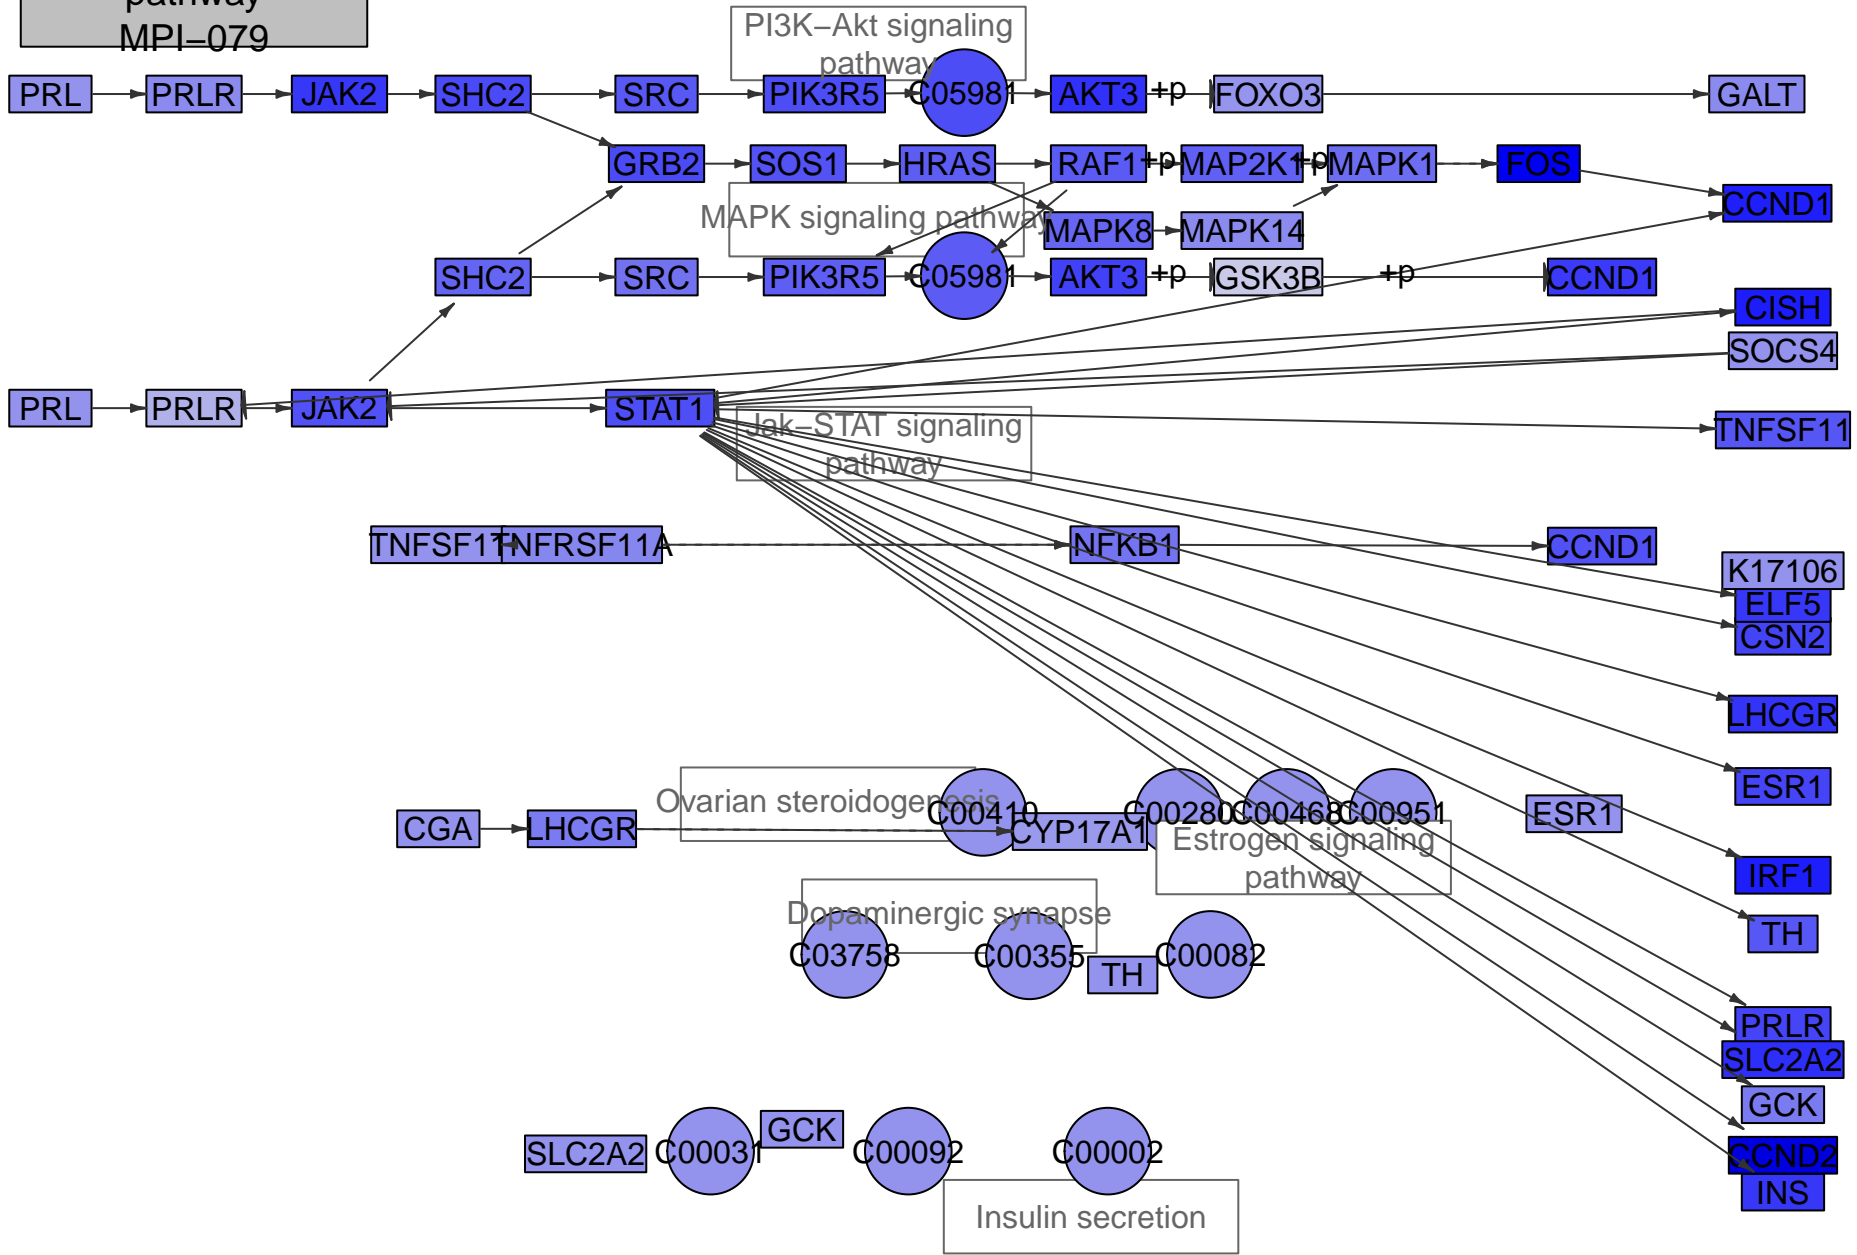 pathway
MPI–079
PI3K–Akt signaling
pathway
PRL
PRLR
JAK2
SHC2
SRC
PIK3R5
C05981
AKT3
+p
FOXO3
GALT
GRB2
SOS1
HRAS
RAF1
+p
MAP2K1
+p
MAPK1
FOS
CCND1
MAPK signaling pathway
MAPK8
MAPK14
SHC2
SRC
PIK3R5
C05981
AKT3
+p
GSK3B
+p
CCND1
CISH
SOCS4
PRL
PRLR
JAK2
STAT1
Jak–STAT signaling
pathway
TNFSF11
TNFSF11
TNFRSF11A
NFKB1
CCND1
K17106
ELF5
CSN2
LHCGR
ESR1
Ovarian steroidogenesis
C00410
C00280
C00468
C00951
ESR1
CGA
LHCGR
CYP17A1
Estrogen signaling
pathway
IRF1
Dopaminergic synapse
TH
C03758
C00355
TH
C00082
PRLR
SLC2A2
GCK
SLC2A2
C00031
GCK
C00092
C00002
CCND2
INS
Insulin secretion